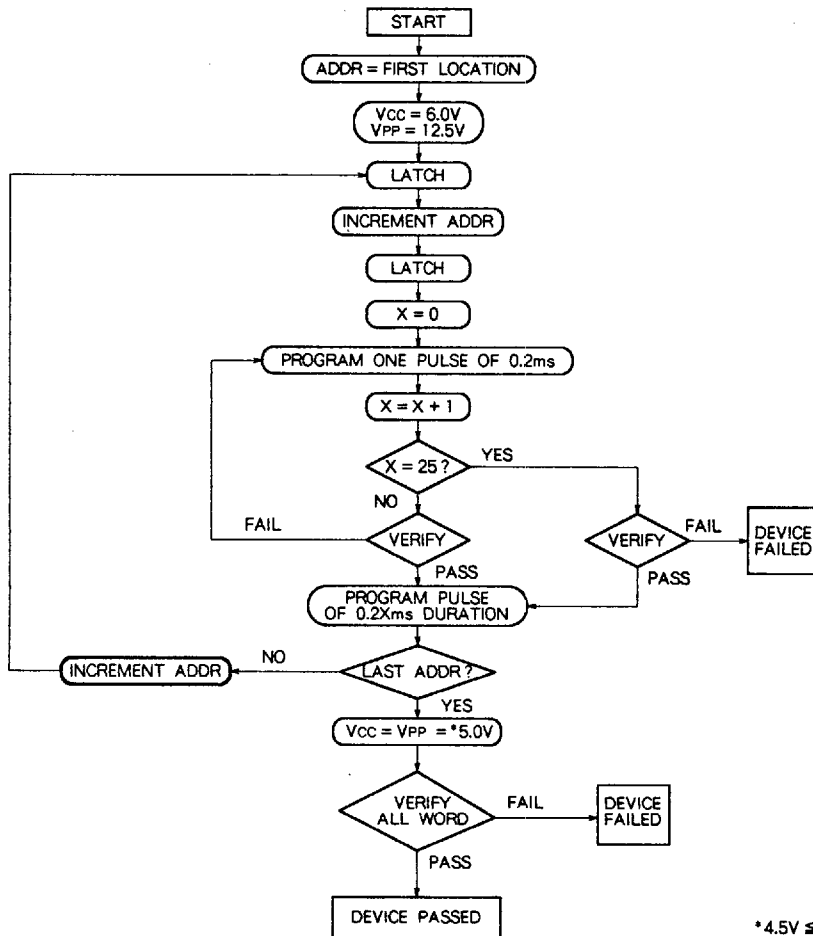 START
ADDR = FIRST LOCATION
VCC = 6.0V
VPP = 12.5V
LATCH
INCREMENT ADDR
LATCH
X = 0
PROGRAM ONE PULSE OF 0.2ms
X = X + 1
X = 25?
YES
NO
FAIL
VERIFY
PASS
VERIFY
FAIL
DEVICE
FAILED
PASS
PROGRAM PULSE
OF 0.2Xms DURATION
INCREMENT ADDR
NO
LAST ADDR?
YES
VCC = VPP = *5.0V
VERIFY
ALL WORD
FAIL
DEVICE
FAILED
PASS
DEVICE PASSED
*4.5V ≦